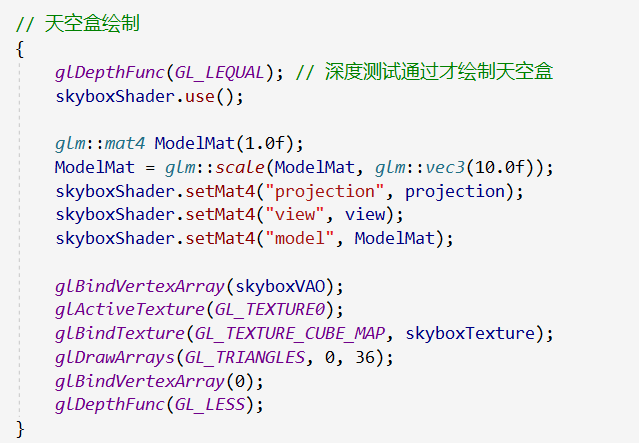 // 天空盒绘制
{
    glDepthFunc(GL_LEQUAL); // 深度测试通过才绘制天空盒
    skyboxShader.use();

    glm::mat4 ModelMat(1.0f);
    ModelMat = glm::scale(ModelMat, glm::vec3(10.0f));
    skyboxShader.setMat4("projection", projection);
    skyboxShader.setMat4("view", view);
    skyboxShader.setMat4("model", ModelMat);

    glBindVertexArray(skyboxVAO);
    glActiveTexture(GL_TEXTURE0);
    glBindTexture(GL_TEXTURE_CUBE_MAP, skyboxTexture);
    glDrawArrays(GL_TRIANGLES, 0, 36);
    glBindVertexArray(0);
    glDepthFunc(GL_LESS);
}